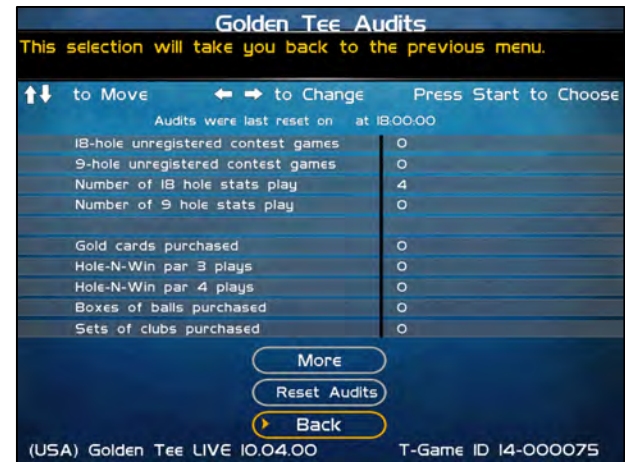 Golden Tee Audits
This selection will take you back to the previous menu.
to Move to Change Press Start to Choose
Audits were last reset on at 18:00:00
18-hole unregistered contest games 0
9-hole unregistered contest games 0
Number of 18 hole stats play 4
Number of 9 hole stats play 0
Gold cards purchased 0
Hole-N-Win par 3 plays 0
Hole-N-Win par 4 plays 0
Boxes of balls purchased 0
Sets of clubs purchased 0
More
Reset Audits
Back
(USA) Golden Tee LIVE 10.04.00 T-Game ID 14-000075